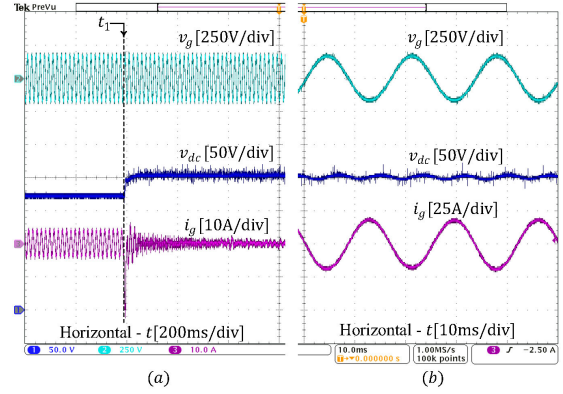 Tek PreVu
t1
vg[250V/div]
vdc[50V/div]
ig[10A/div]
Horizontal - t[200ms/div]
1 50.0 V 2 250 V 3 10.0 A
(a)
vg[250V/div]
vdc[50V/div]
ig[25A/div]
Horizontal - t[10ms/div]
10.0ms 1.00MS/s 3 -2.50 A
0.000000 s 100k points
(b)